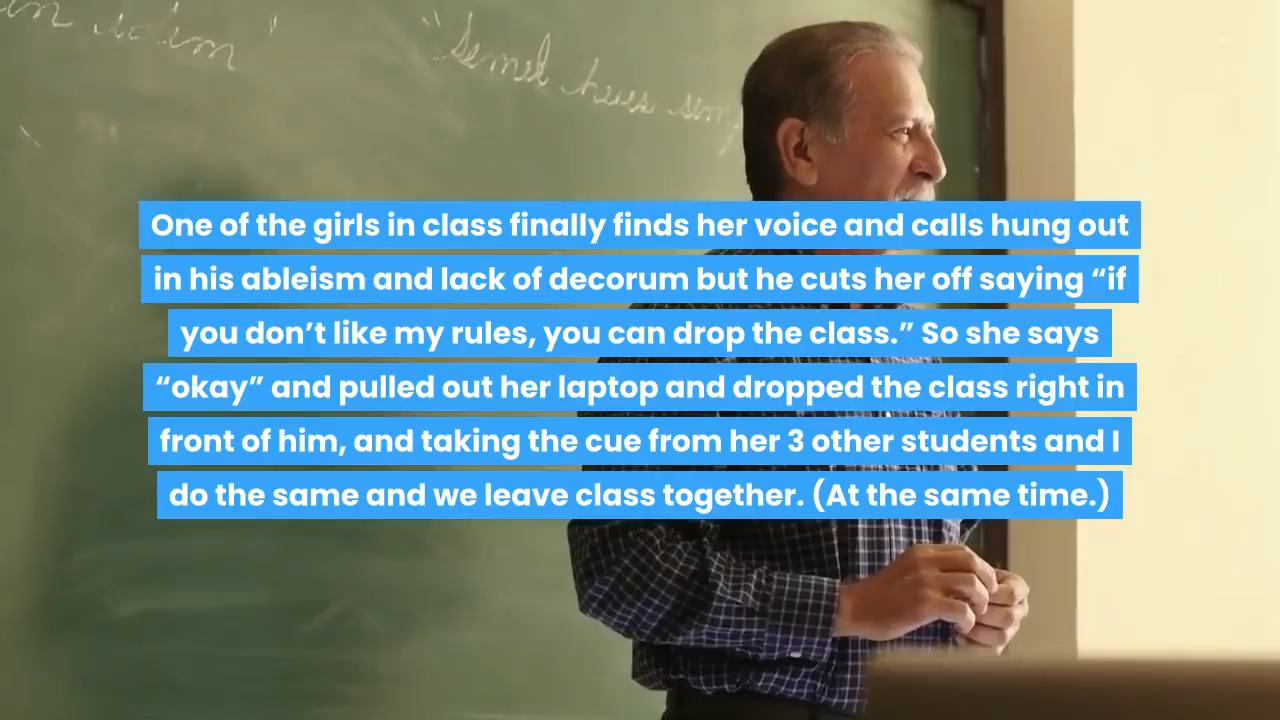 "Semel
One of the girls in class finally finds her voice and calls hung out
in his ableism and lack of decorum but he cuts her off saying “if
you don’t like my rules, you can drop the class.” So she says
“okay” and pulled out her laptop and dropped the class right in
front of him, and taking the cue from her 3 other students and I
do the same and we leave class together. (At the same time.)